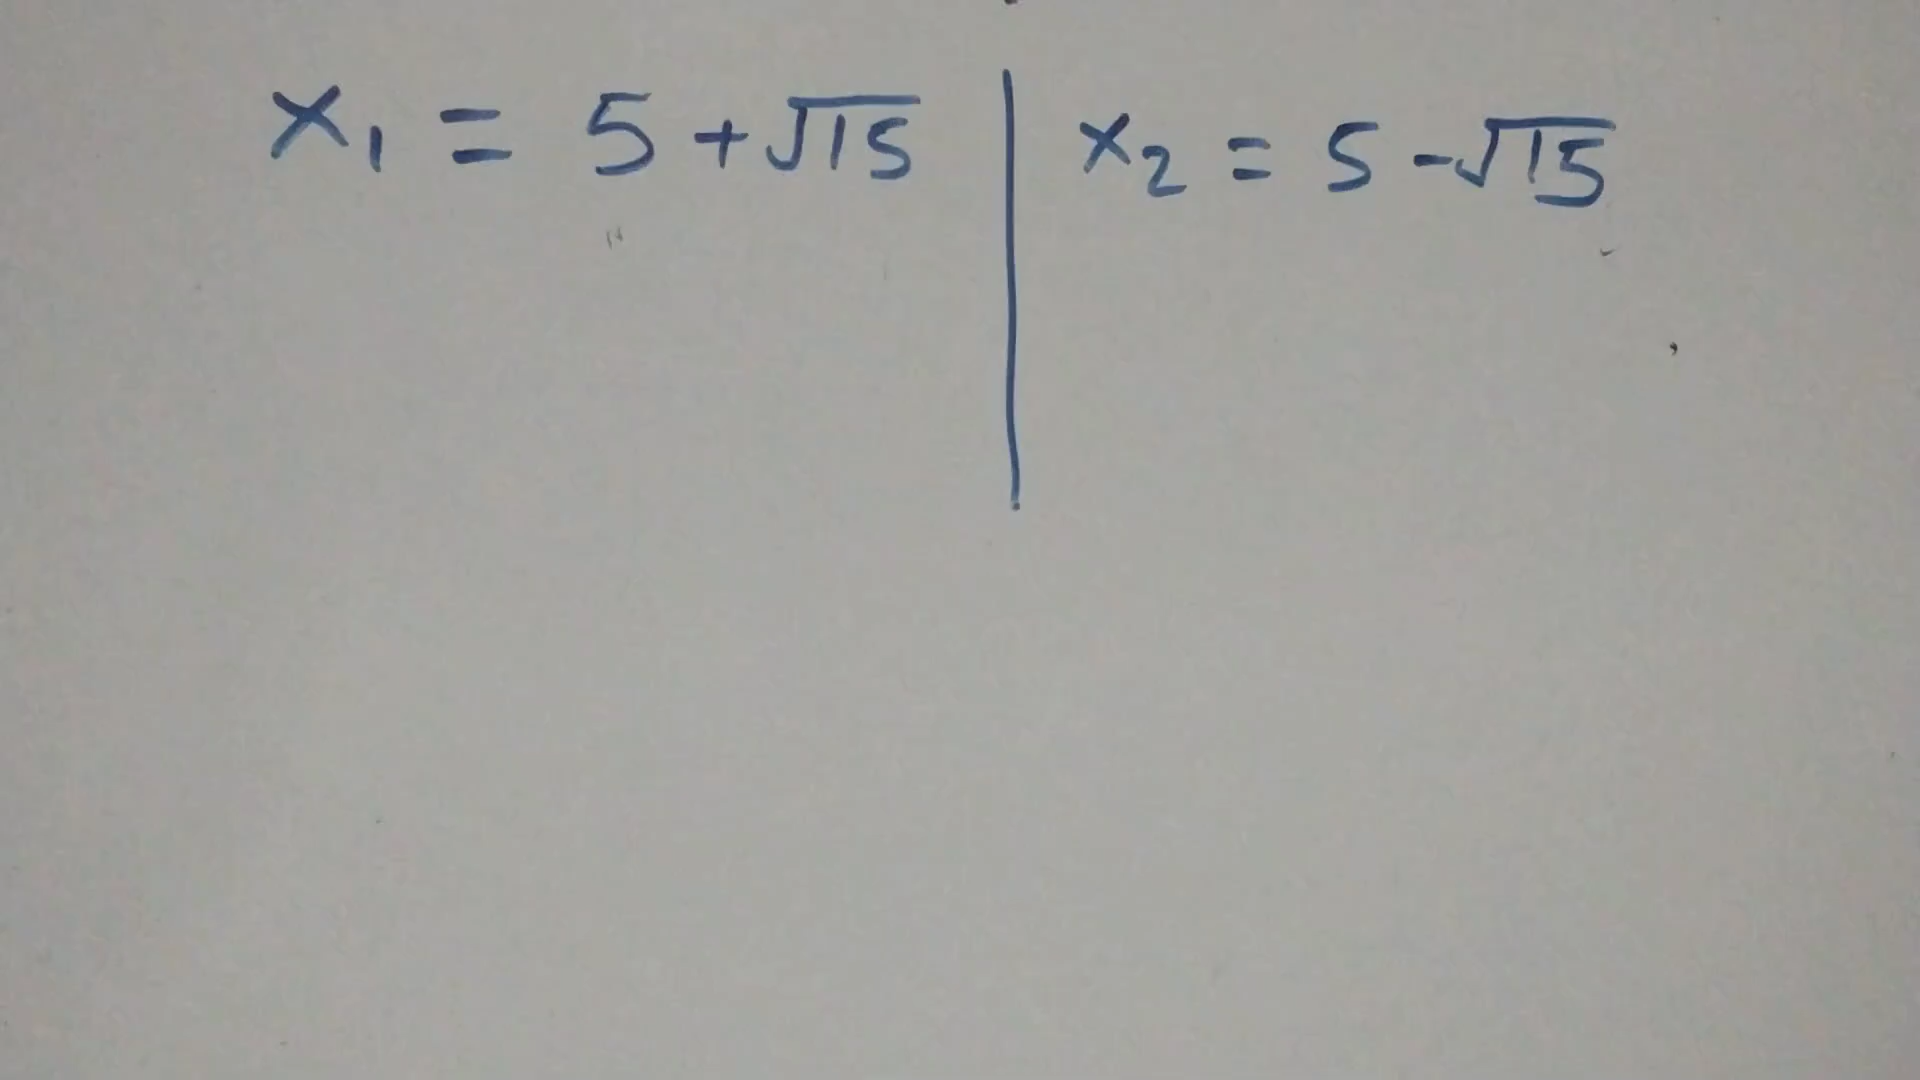 x₁ = 5 + √15 | x₂ = 5 - √15